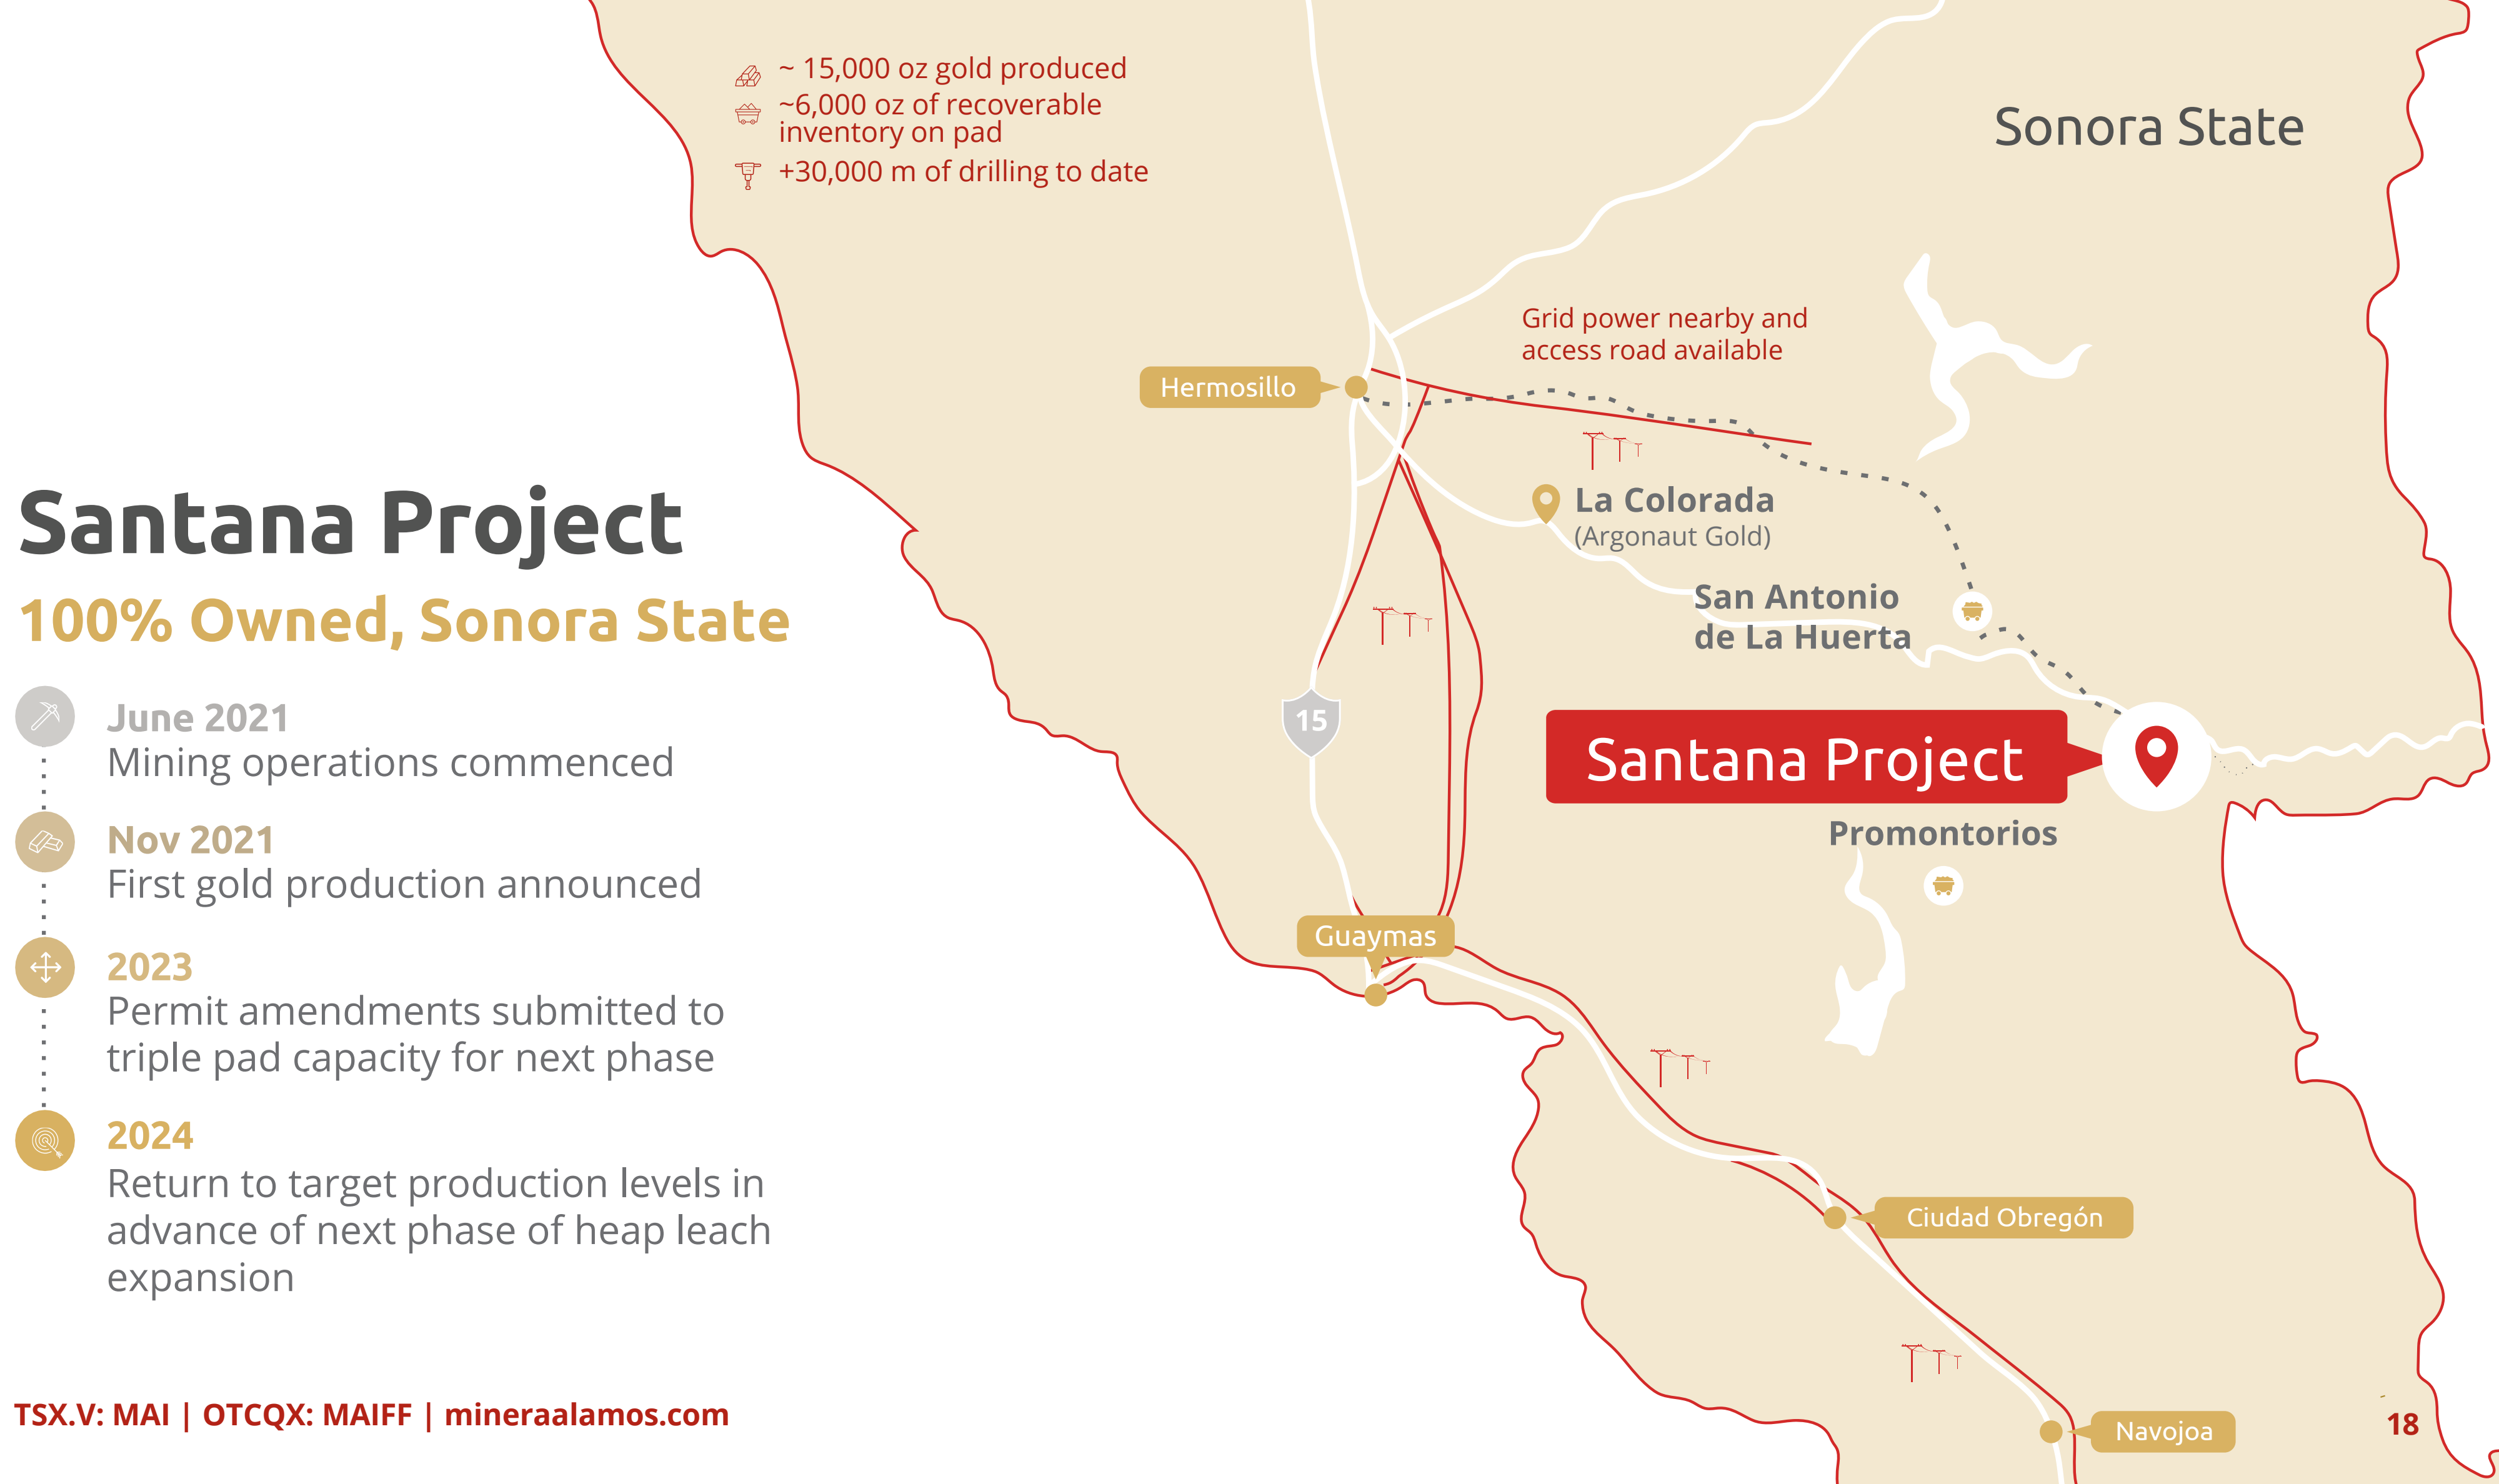 ~ 15,000 oz gold produced
~6,000 oz of recoverable
inventory on pad
+30,000 m of drilling to date
Sonora State
Grid power nearby and
access road available
Hermosillo
La Colorada
(Argonaut Gold)
San Antonio
de La Huerta
Santana Project
100% Owned, Sonora State
June 2021
Mining operations commenced
Nov 2021
First gold production announced
2023
Permit amendments submitted to
triple pad capacity for next phase
2024
Return to target production levels in
advance of next phase of heap leach
expansion
15
Santana Project
Promontorios
Guaymas
Ciudad Obregón
Navojoa
TSX.V: MAI | OTCQX: MAIFF | mineraalamos.com
18